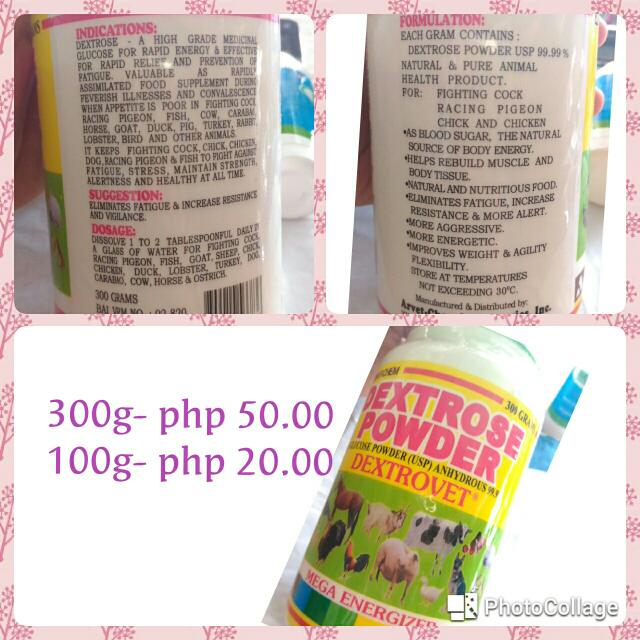 INDICATIONS:
DEXTROSE - A HIGH GRADE MEDICINAL
GLUCOSE FOR RAPID ENERGY & EFFECTIVE
FOR RAPID RELIEF AND PREVENTION OF
FATIGUE. VALUABLE AS RAPIDLY
ASSIMILATED FOOD SUPPLEMENT DURING
FEVERISH ILLNESSES AND CONVALESCENCE
WHEN APPETITE IS POOR IN FIGHTING COCK,
RACING PIGEON, FISH, COW, CARABAO,
HORSE, GOAT, DUCK, PIG, TURKEY, RABBIT,
LOBSTER, BIRD AND OTHER ANIMALS.
IT KEEPS FIGHTING COCK, CHICK, CHICKEN,
DOG, RACING PIGEON & FISH TO FIGHT AGAINST
FATIGUE, STRESS, MAINTAIN STRENGTH,
ALERTNESS AND HEALTHY AT ALL TIME.
SUGGESTION:
ELIMINATES FATIGUE & INCREASE RESISTANCE
AND VIGILANCE.
DOSAGE:
DISSOLVE 1 TO 2 TABLESPOONFUL DAILY IN
A GLASS OF WATER FOR FIGHTING COCK,
RACING PIGEON, FISH, GOAT, SHEEP, CHICK,
CHICKEN, DUCK, LOBSTER, TURKEY, DOG,
CARABAO, COW, HORSE & OSTRICH.
300 GRAMS
FORMULATION:
EACH GRAM CONTAINS :
DEXTROSE POWDER USP 99.99%
NATURAL & PURE ANIMAL
HEALTH PRODUCT.
FOR: FIGHTING COCK
RACING PIGEON
CHICK AND CHICKEN
•AS BLOOD SUGAR, THE NATURAL
SOURCE OF BODY ENERGY.
•HELPS REBUILD MUSCLE AND
BODY TISSUE.
•NATURAL AND NUTRITIOUS FOOD.
•ELIMINATES FATIGUE, INCREASE
RESISTANCE & MORE ALERT.
•MORE AGGRESSIVE.
•MORE ENERGETIC.
•IMPROVES WEIGHT & AGILITY
FLEXIBILITY.
STORE AT TEMPERATURES
NOT EXCEEDING 30°C.
Manufactured & Distributed by:
300g- php 50.00
100g- php 20.00
300 GRAMS
DEXTROSE
POWDER
GLUCOSE POWDER (USP) ANHYDROUS
DEXTROVET®
MEGA ENERGIZER
PhotoCollage